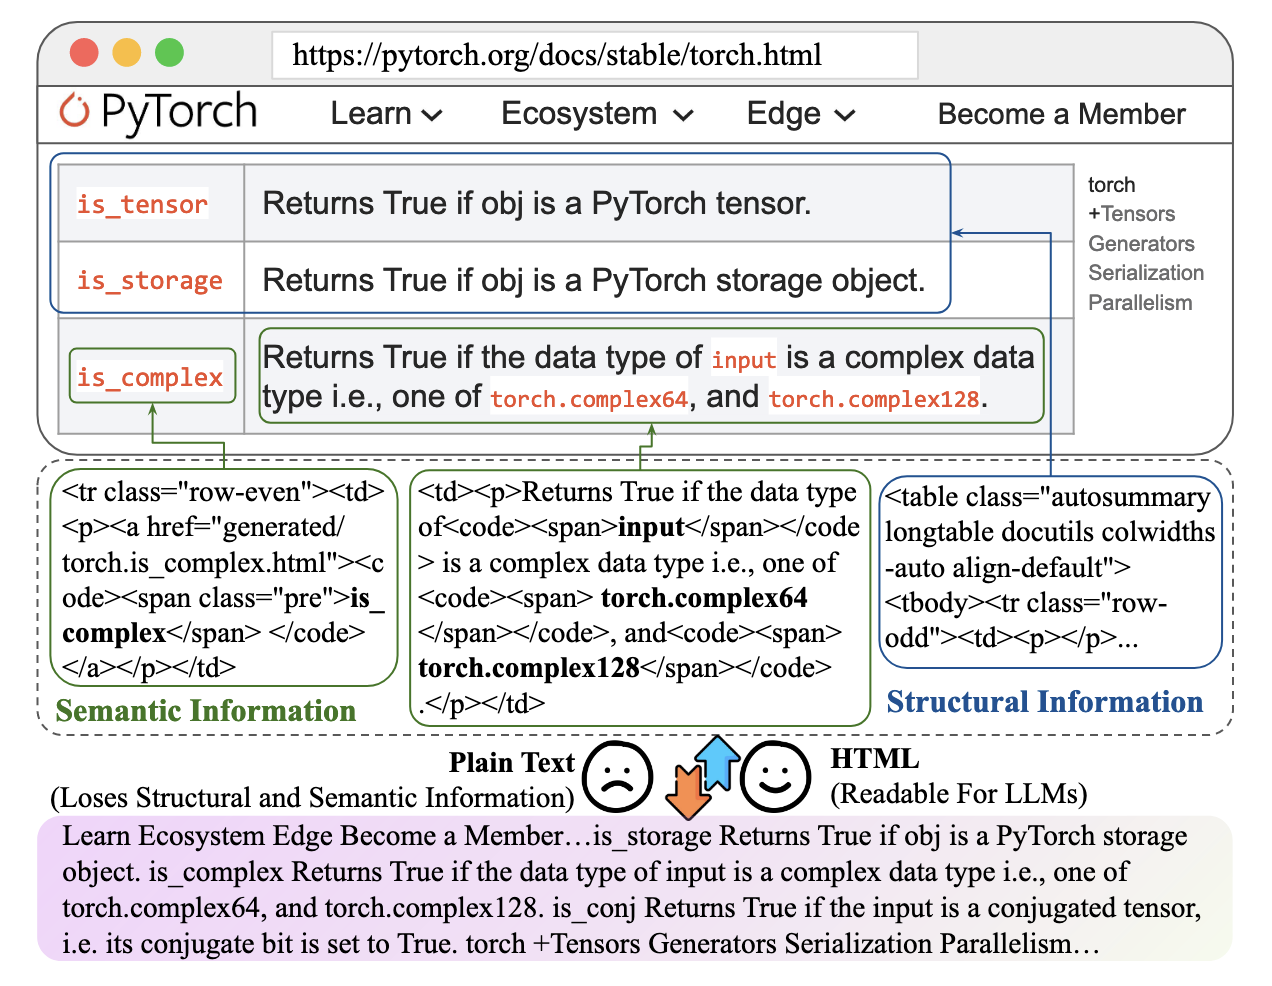 https://pytorch.org/docs/stable/torch.html
PyTorch Learn Ecosystem Edge Become a Member
is_tensor Returns True if obj is a PyTorch tensor.
is_storage Returns True if obj is a PyTorch storage object.
is_complex
Returns True if the data type of input is a complex data
type i.e., one of torch.complex64, and torch.complex128.
torch
+Tensors
Generators
Serialization
Parallelism
<tr class="row-even"><td>
<p><a href="generated/
torch.is_complex.html"><c
ode><span class="pre">is_
complex</span> </code>
</a></p></td>
Semantic Information
<td><p>Returns True if the data type
of<code><span>input</span></code
> is a complex data type i.e., one of
<code><span> torch.complex64
</span></code>, and<code><span>
torch.complex128</span></code>
.</p></td>
<table class="autosummary
longtable docutils colwidths
-auto align-default">
<tbody><tr class="row-
odd"><td><p></p>...
Structural Information
Plain Text
(Loses Structural and Semantic Information)
HTML
(Readable For LLMs)
Learn Ecosystem Edge Become a Member…is_storage Returns True if obj is a PyTorch storage
object. is_complex Returns True if the data type of input is a complex data type i.e., one of
torch.complex64, and torch.complex128. is_conj Returns True if the input is a conjugated tensor,
i.e. its conjugate bit is set to True. torch +Tensors Generators Serialization Parallelism…